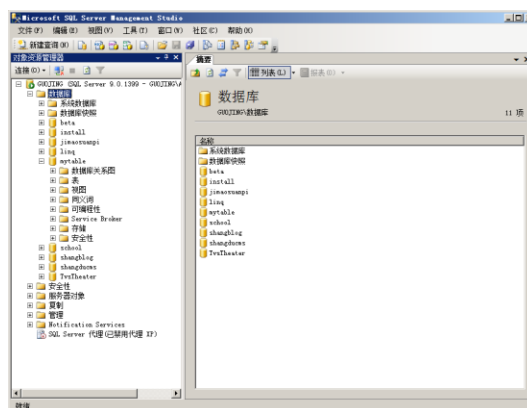 Microsoft SQL Server Management Studio
文件(F) 编辑(E) 视图(V) 工具(T) 窗口(W) 社区(C) 帮助(H)
新建查询(N)
对象资源管理器
摘要
连接(O)
列表(L) 报表(O)
GUOJING (SQL Server 9.0.1399 - GUOJING\A
数据库
系统数据库
数据库快照
beta
install
jimaoxuanpi
linq
mytable
数据库关系图
表
视图
同义词
可编程性
Service Broker
存储
安全性
school
shangblog
shangducms
TvsTheater
安全性
服务器对象
复制
管理
Notification Services
SQL Server 代理(已禁用代理 XP)
数据库
GUOJING\数据库
11 项
名称
系统数据库
数据库快照
beta
install
jimaoxuanpi
linq
mytable
school
shangblog
shangducms
TvsTheater
就绪